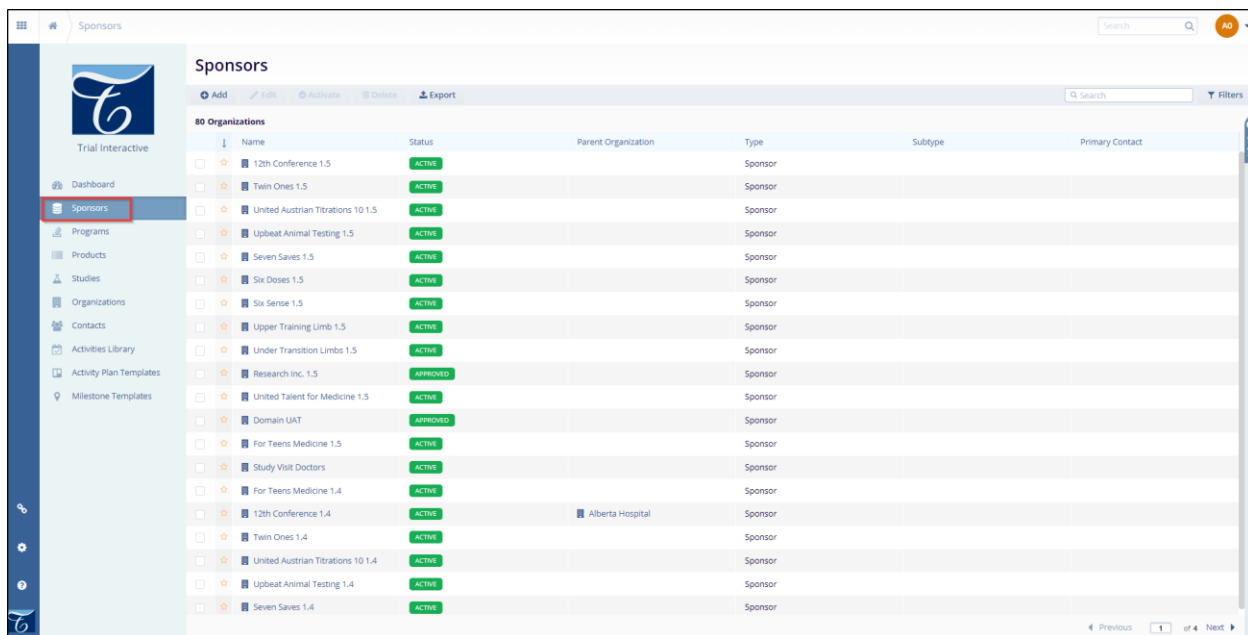 Sponsors
Search
AO
Trial Interactive
Dashboard
Sponsors
Programs
Products
Studies
Organizations
Contacts
Activities Library
Activity Plan Templates
Milestone Templates
Sponsors
Add Edit Activate Delete Export
Search Filters
80 Organizations
Name Status Parent Organization Type Subtype Primary Contact
12th Conference 1.5 ACTIVE Sponsor
Twin Ones 1.5 ACTIVE Sponsor
United Austrian Titrations 10 1.5 ACTIVE Sponsor
Upbeat Animal Testing 1.5 ACTIVE Sponsor
Seven Saves 1.5 ACTIVE Sponsor
Six Doses 1.5 ACTIVE Sponsor
Six Sense 1.5 ACTIVE Sponsor
Upper Training Limb 1.5 ACTIVE Sponsor
Under Transition Limbs 1.5 ACTIVE Sponsor
Research Inc. 1.5 APPROVED Sponsor
United Talent for Medicine 1.5 ACTIVE Sponsor
Domain UAT APPROVED Sponsor
For Teens Medicine 1.5 ACTIVE Sponsor
Study Visit Doctors ACTIVE Sponsor
For Teens Medicine 1.4 ACTIVE Sponsor
12th Conference 1.4 ACTIVE Alberta Hospital Sponsor
Twin Ones 1.4 ACTIVE Sponsor
United Austrian Titrations 10 1.4 ACTIVE Sponsor
Upbeat Animal Testing 1.4 ACTIVE Sponsor
Seven Saves 1.4 ACTIVE Sponsor
Previous 1 of 4 Next